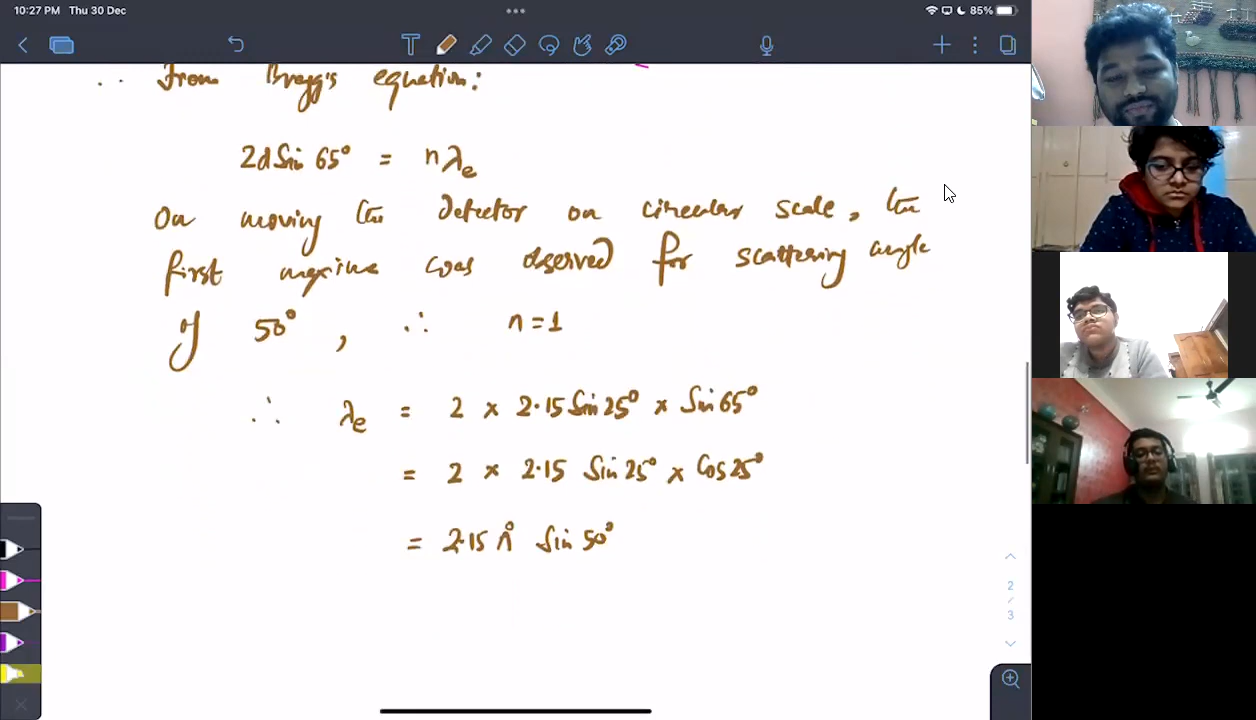 10:27 PM Thu 30 Dec
85%
∴ From Bragg's equation:
2d Sin 65° = nλe
On moving the detector on circular scale, the
first maxima was observed for scattering angle
of 50°, ∴ n = 1
∴ λe = 2 × 2.15 Sin 25° × Sin 65°
= 2 × 2.15 Sin 25° × Cos 25°
= 2.15 Å Sin 50°
2
/
3